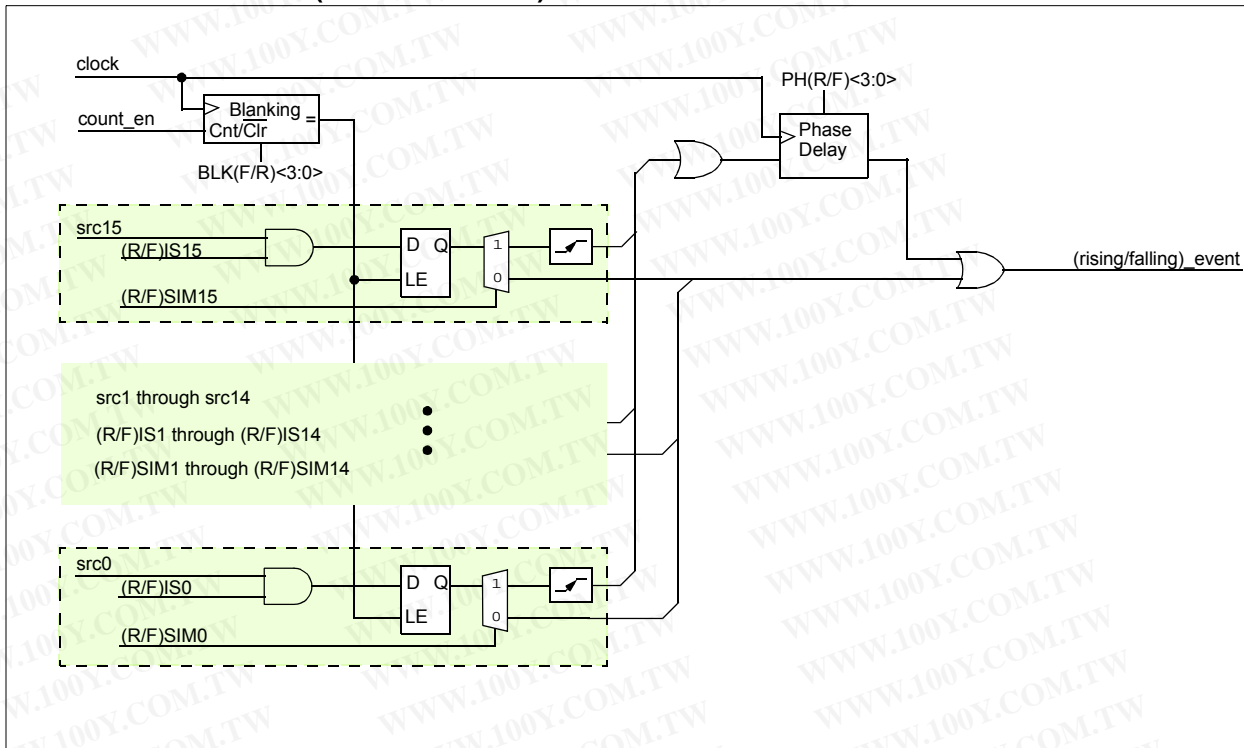 clock
count_en
Blanking
Cnt/Clr
=
BLK(F/R)<3:0>
PH(R/F)<3:0>
Phase
Delay
src15
(R/F)IS15
(R/F)SIM15
D Q
LE
1
0
(rising/falling)_event
src1 through src14
(R/F)IS1 through (R/F)IS14
(R/F)SIM1 through (R/F)SIM14
src0
(R/F)IS0
(R/F)SIM0
D Q
LE
1
0
WWW.100Y.COM.TW